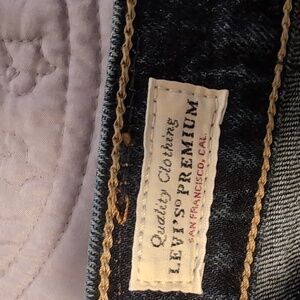 Quality Clothing
LEVI'S® PREMIUM
SAN FRANCISCO, CAL.